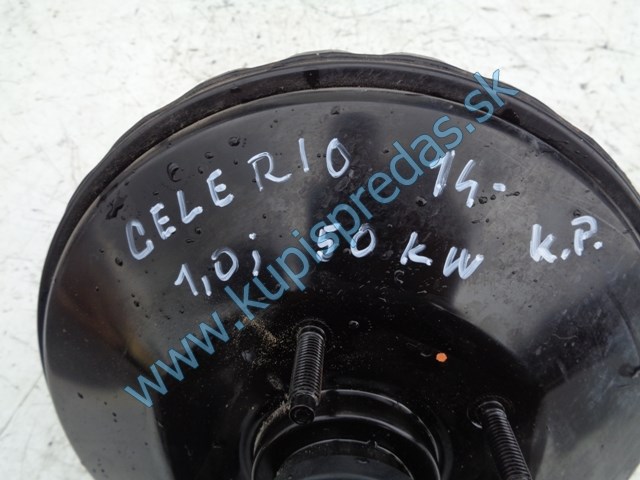 CELERIO 14-
1,0i 50 KW K.P.
www.kupispredas.sk